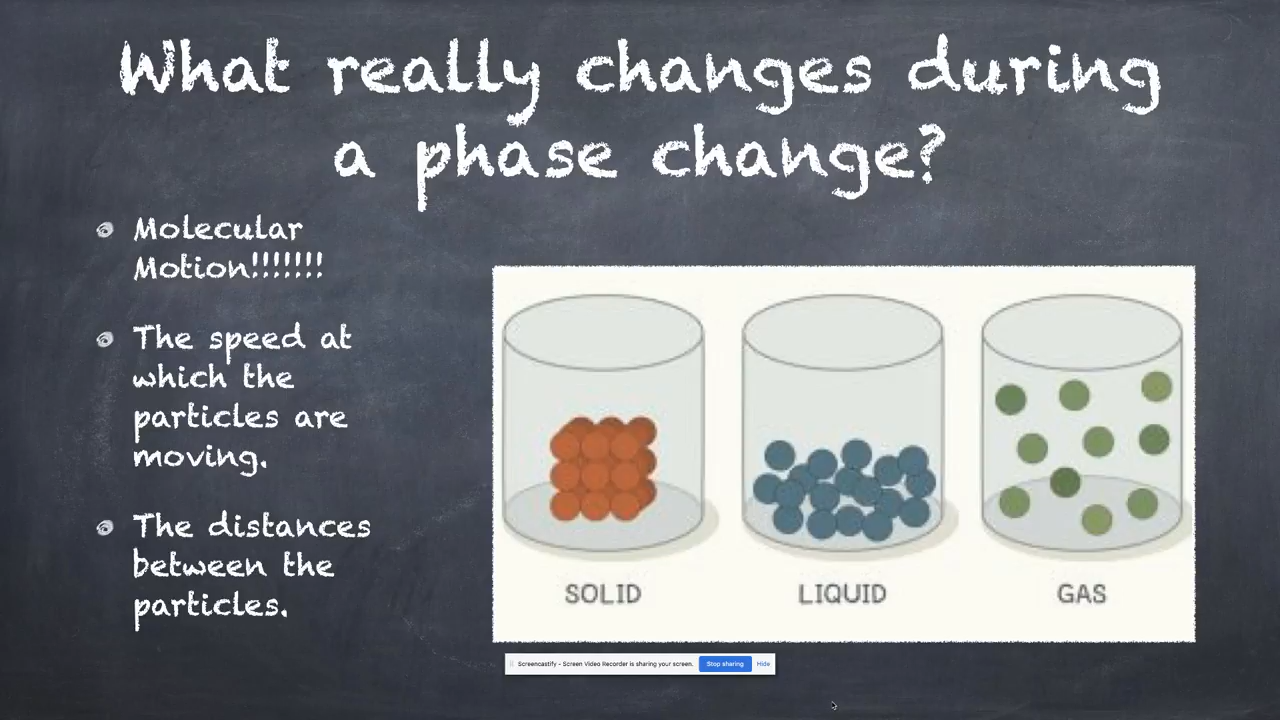 What really changes during
a phase change?
Molecular
Motion!!!!!!!
The speed at
which the
particles are
moving.
The distances
between the
particles.
SOLID
LIQUID
GAS
Screencastify - Screen Video Recorder is sharing your screen.
Stop sharing
Hide